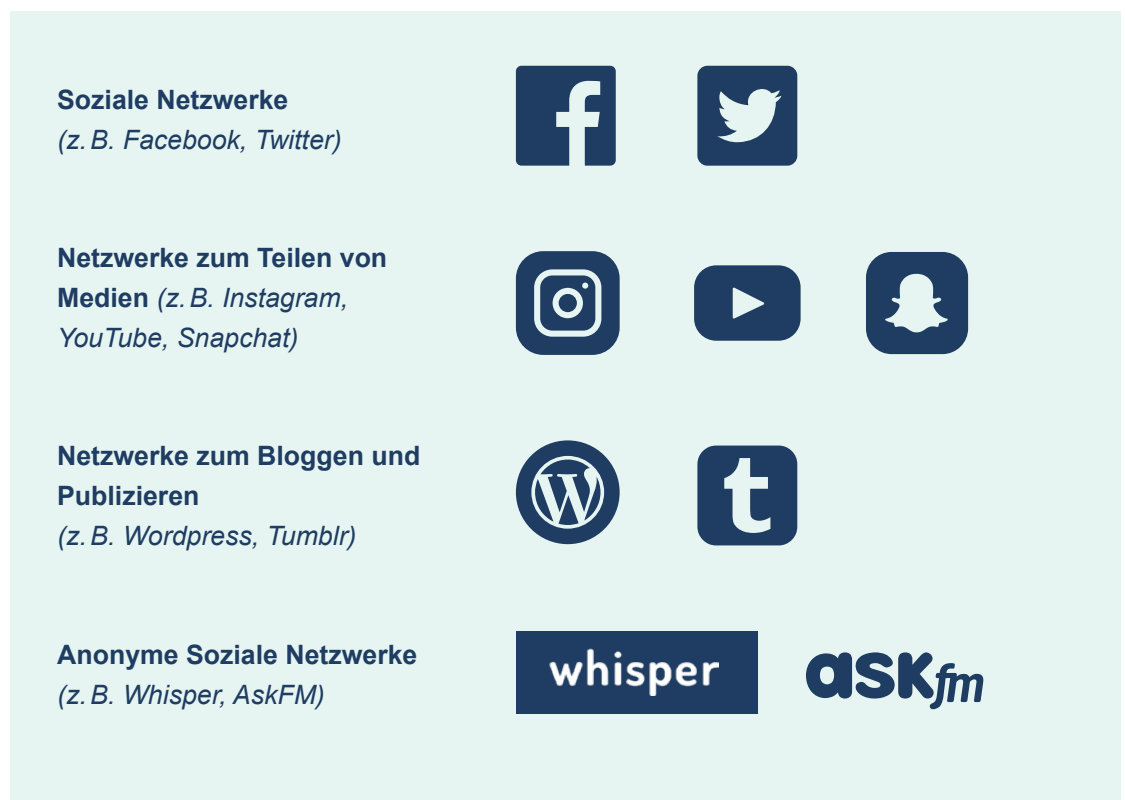 Soziale Netzwerke
(z. B. Facebook, Twitter)
Netzwerke zum Teilen von
Medien (z. B. Instagram,
YouTube, Snapchat)
Netzwerke zum Bloggen und
Publizieren
(z. B. Wordpress, Tumblr)
Anonyme Soziale Netzwerke
(z. B. Whisper, AskFM)
whisper
askfm